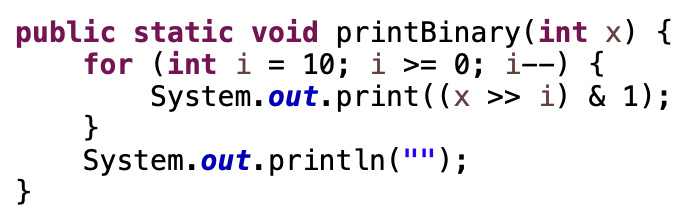 public static void printBinary(int x) {
    for (int i = 10; i >= 0; i--) {
        System.out.print((x >> i) & 1);
    }
    System.out.println("");
}